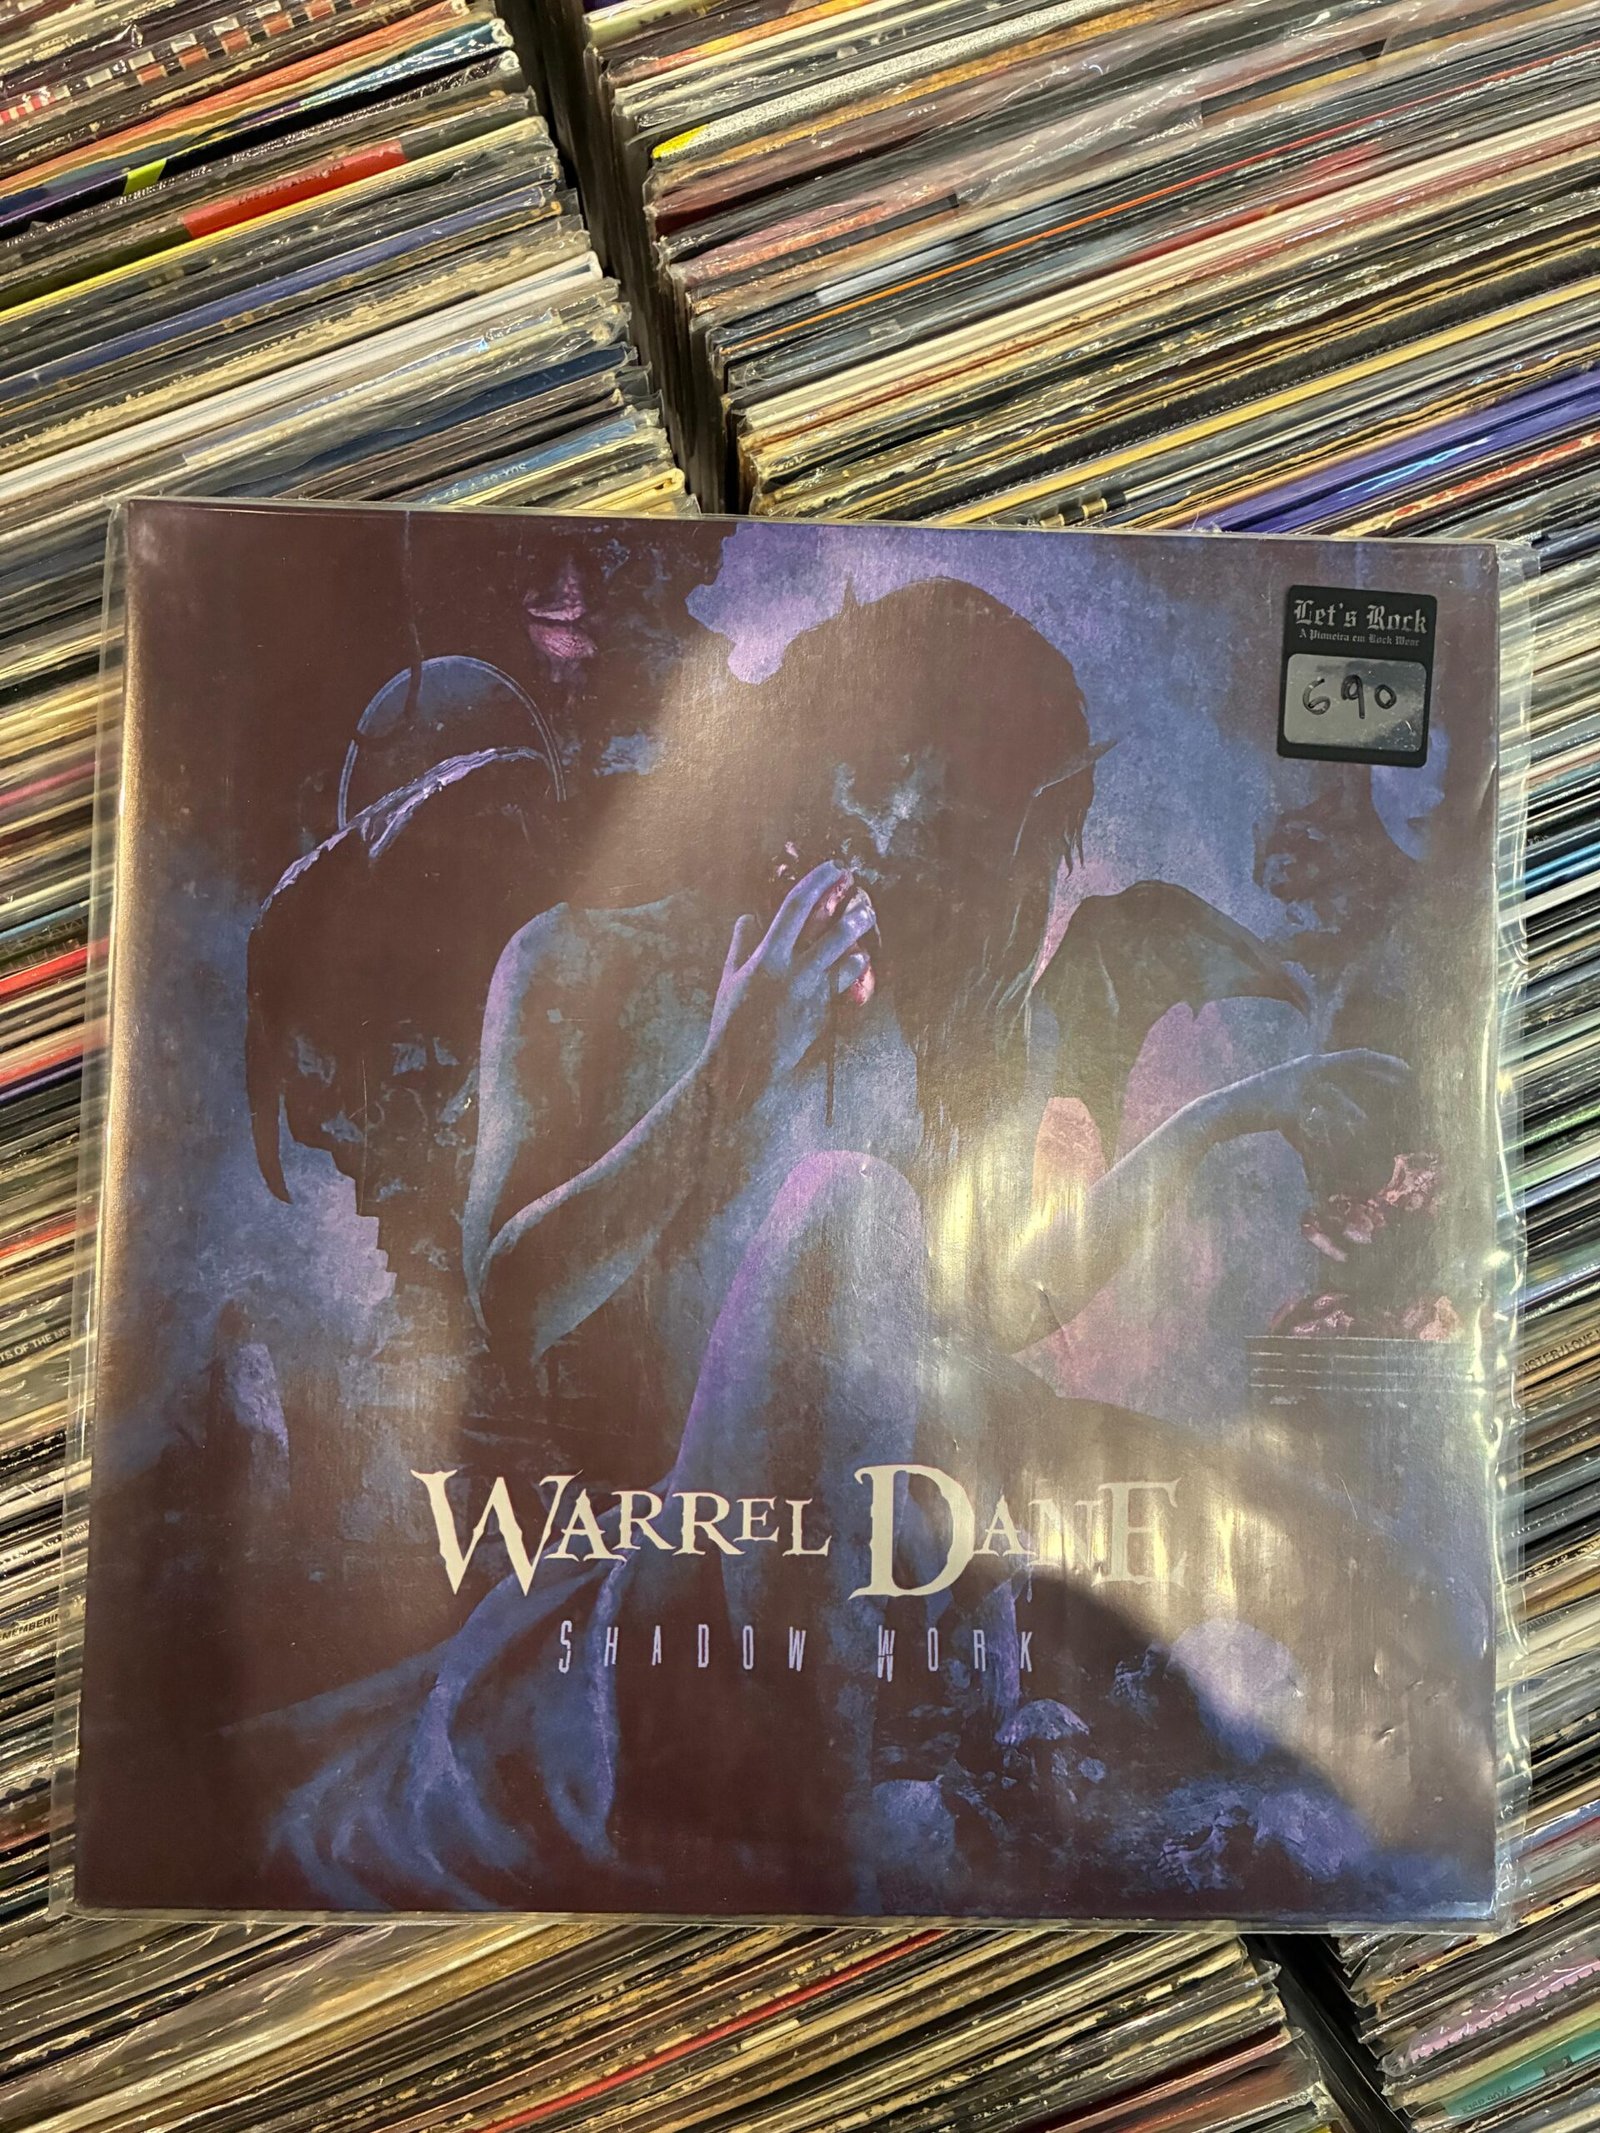 Let's Rock
A Pioneira em Rock Wear
690
WARREL DANE
SHADOW WORK